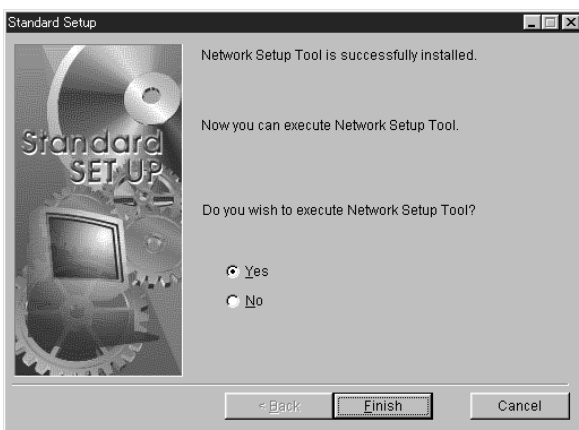 Standard Setup
Network Setup Tool is successfully installed.
Now you can execute Network Setup Tool.
Standard
SET UP
Do you wish to execute Network Setup Tool?
Yes
No
< Back
Finish
Cancel